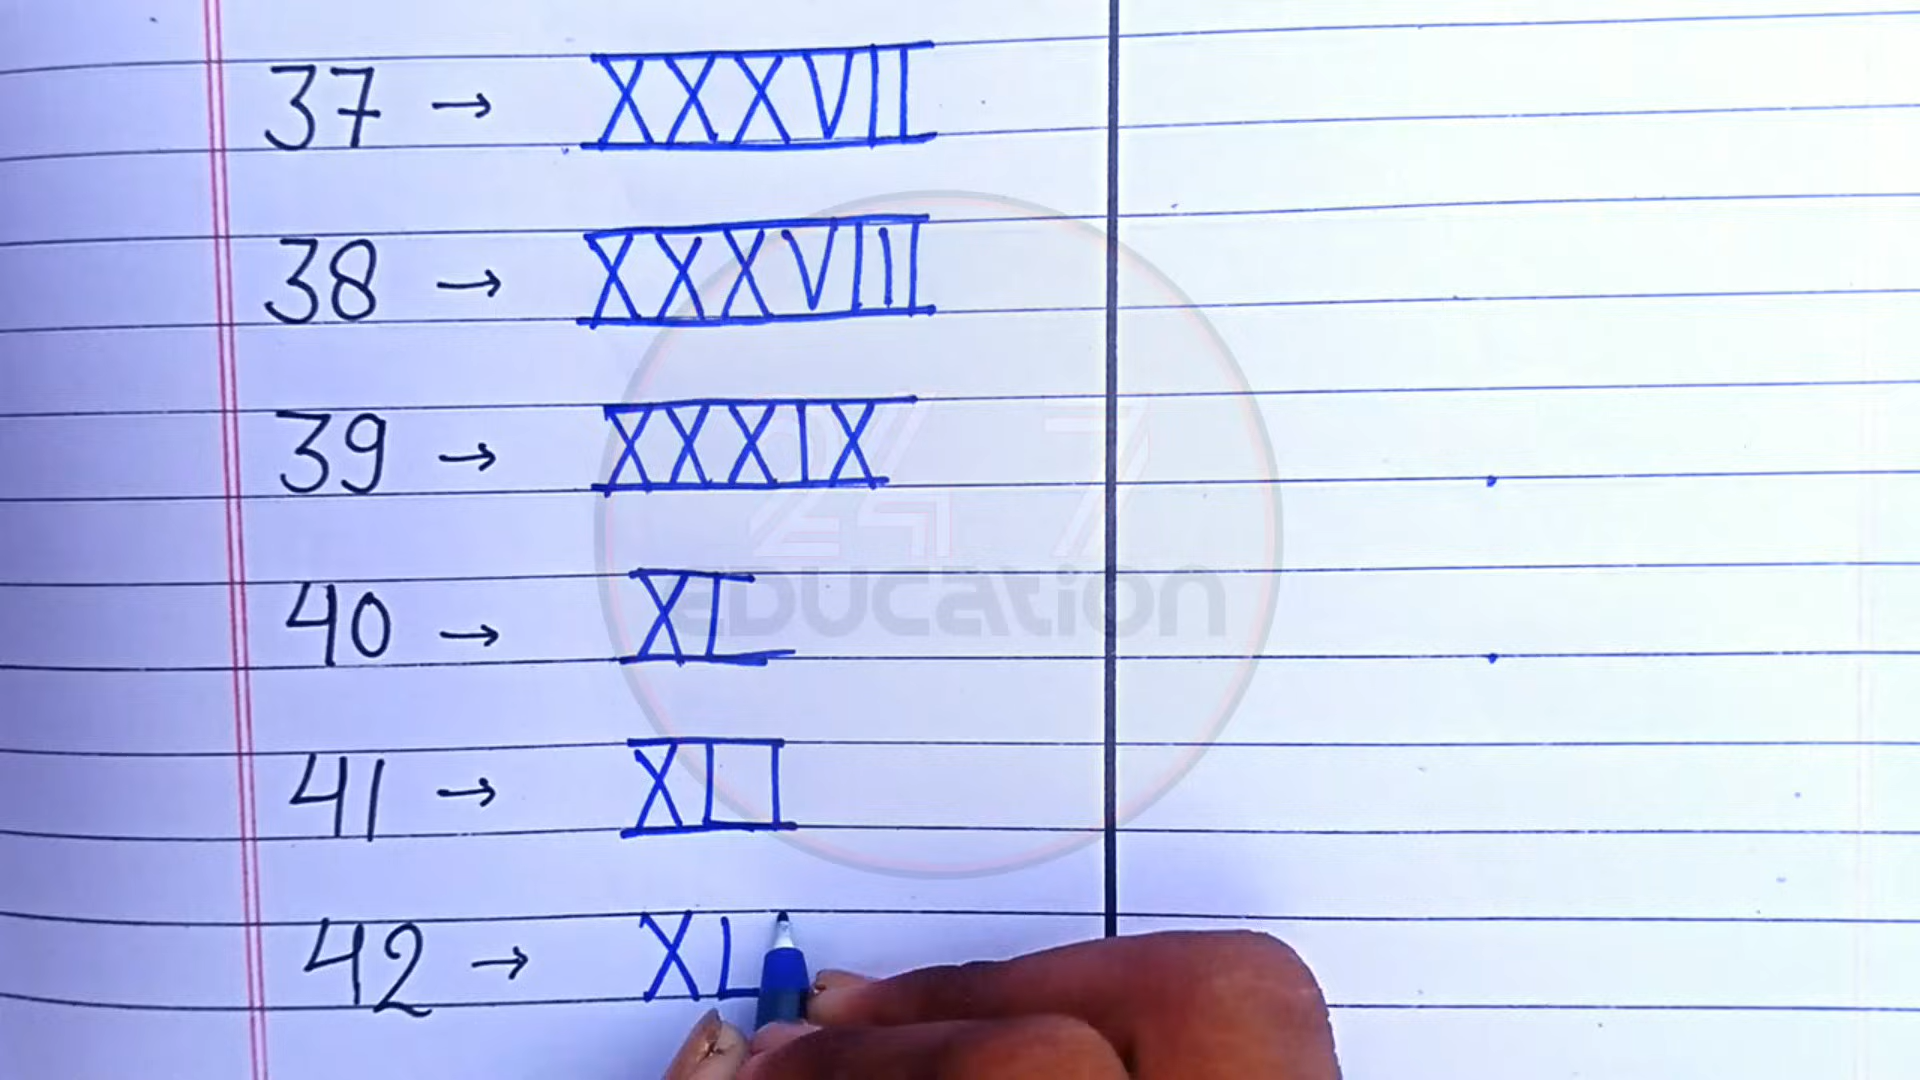 37 → XXXVII
38 → XXXVIII
39 → XXXIX
24 7
EDUCATION
40 → XL
41 → XLI
42 → XL